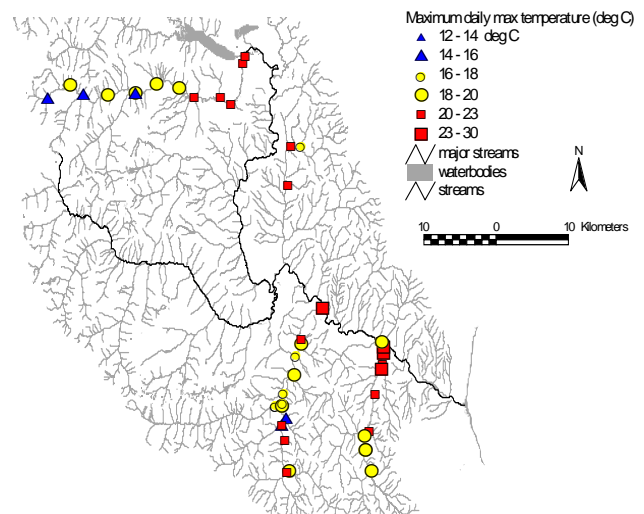 Maximum daily max temperature (deg C)
12 - 14 deg C
14 - 16
16 - 18
18 - 20
20 - 23
23 - 30
major streams
waterbodies
streams
N
10 0 10 Kilometers